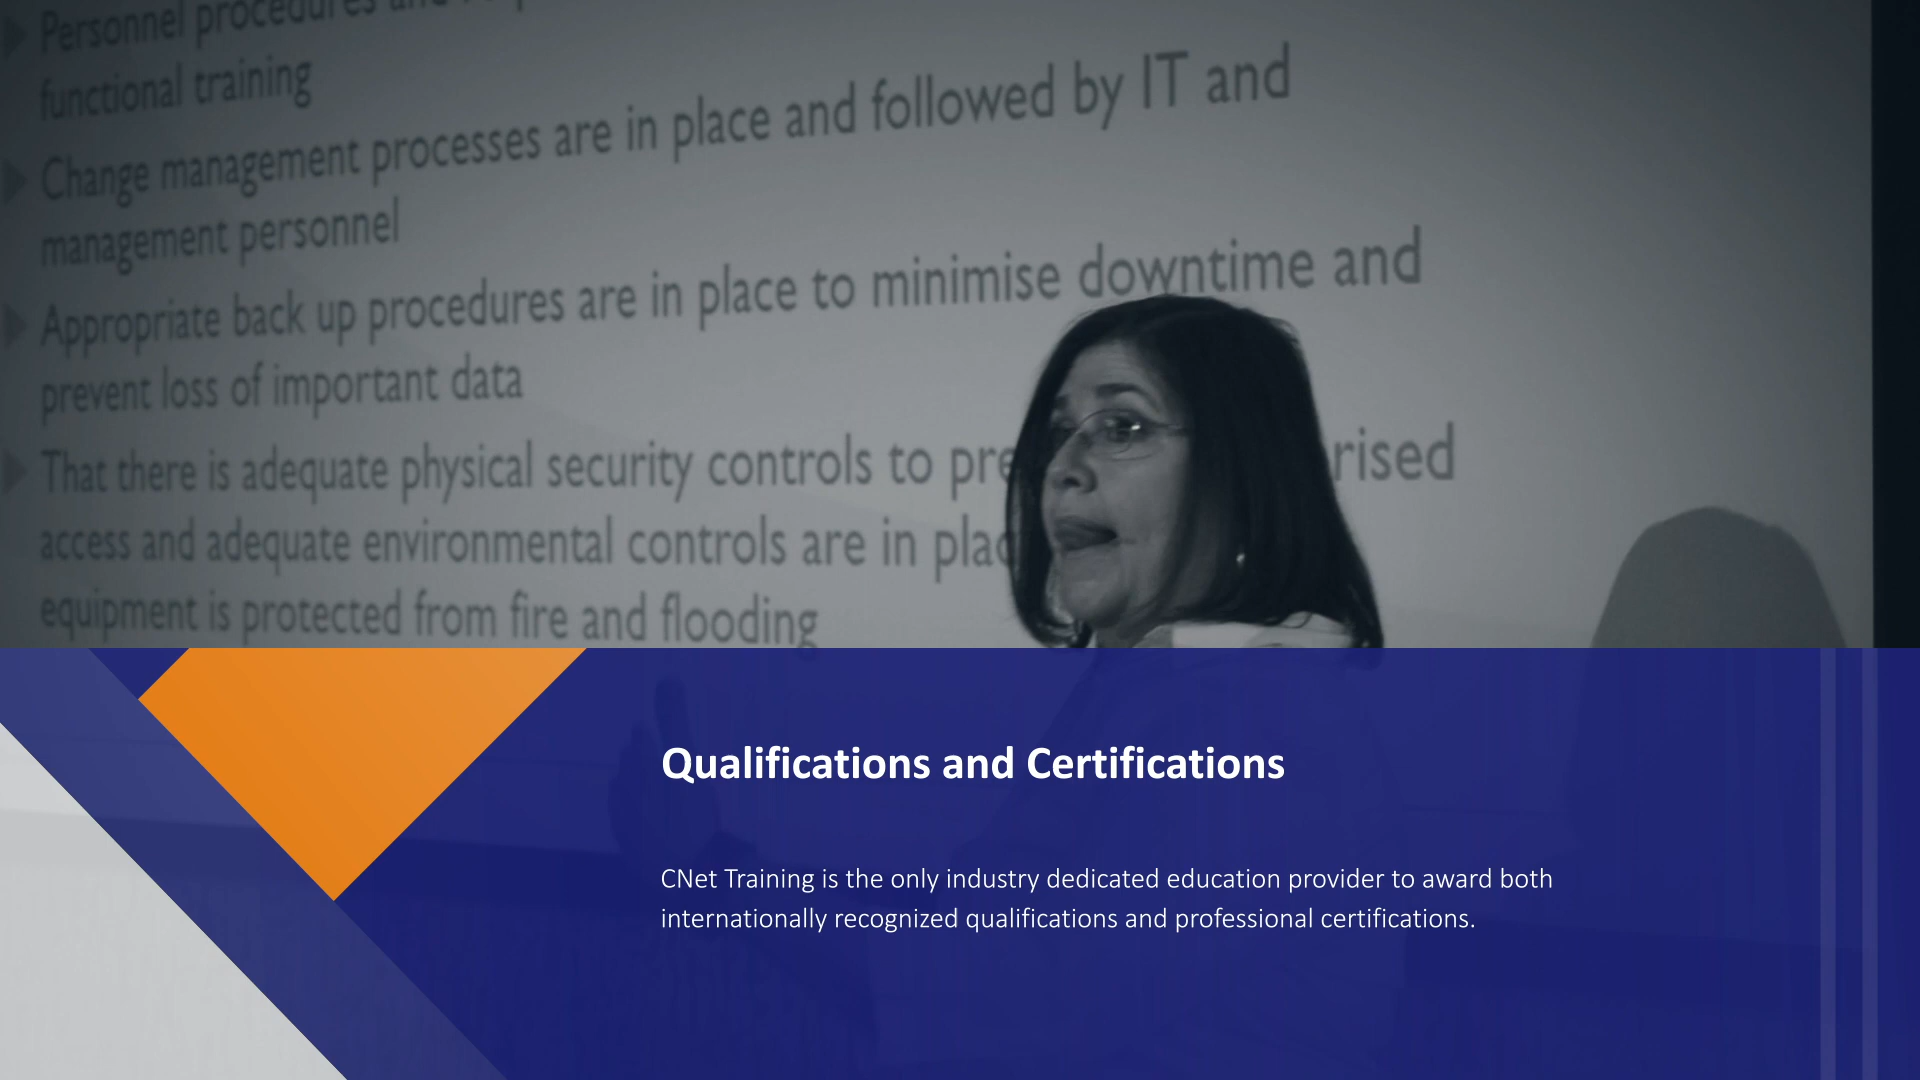 Personnel procedures and
functional training
Change management processes are in place and followed by IT and
management personnel
Appropriate back up procedures are in place to minimise downtime and
prevent loss of important data
That there is adequate physical security controls to pre rised
access and adequate environmental controls are in plac
equipment is protected from fire and flooding
Qualifications and Certifications
CNet Training is the only industry dedicated education provider to award both
internationally recognized qualifications and professional certifications.